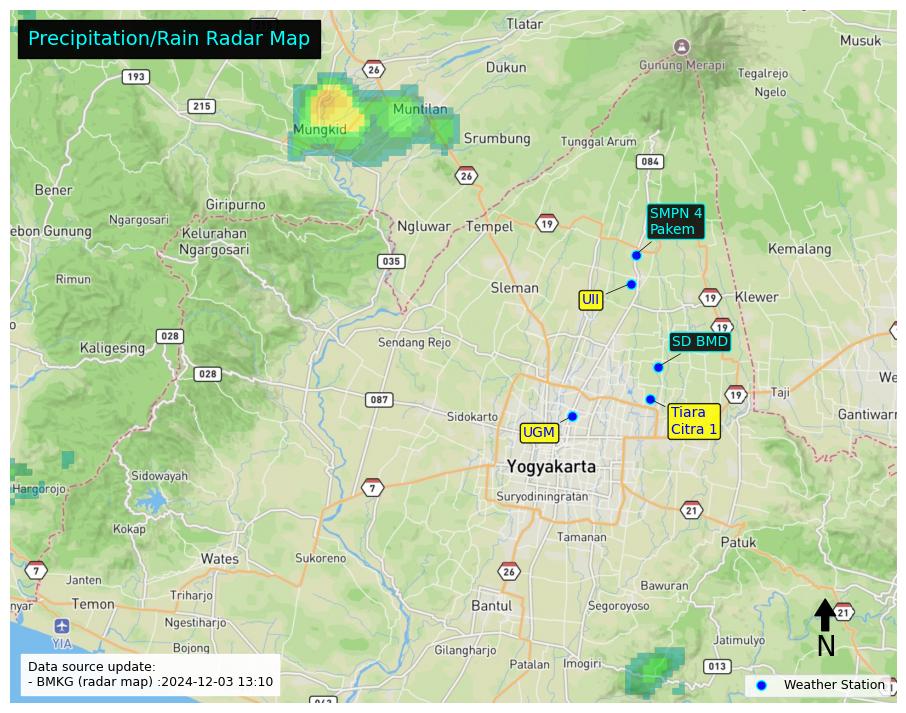 Precipitation/Rain Radar Map
Tlatar
Musuk
26
Dukun
Gunung Merapi
Tegalrejo
Ngelo
193
215
Muntilan
Mungkid
Srumbung
Tunggal Arum
084
26
Bener
Giripurno
Ngargosari
ebon Gunung
Kelurahan
Ngargosari
Ngluwar
Tempel
19
SMPN 4
Pakem
Kemalang
035
Rimun
Sleman
UII
19
Klewer
19
028
Kaligesing
Sendang Rejo
SD BMD
028
We
087
Sidokarto
19
Taji
Tiara
Citra 1
Gantiwarn
UGM
Yogyakarta
Sidowayah
Hargorojo
7
Suryodiningratan
21
Kokap
Tamanan
Patuk
Wates
Sukoreno
7
26
Janten
Triharjo
Bawuran
nyar
Temon
Bantul
Segoroyoso
21
Ngestiharjo
YIA
Bojong
Gilangharjo
Jatimulyo
N
Patalan
Imogiri
013
Data source update:
- BMKG (radar map) :2024-12-03 13:10
Weather Station